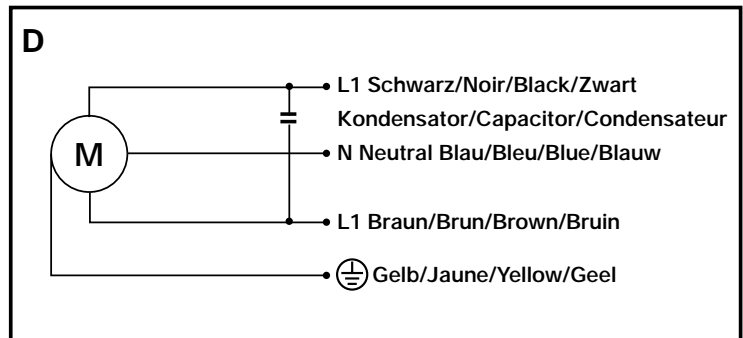 D
L1 Schwarz/Noir/Black/Zwart
Kondensator/Capacitor/Condensateur
M
N Neutral Blau/Bleu/Blue/Blauw
L1 Braun/Brun/Brown/Bruin
Gelb/Jaune/Yellow/Geel